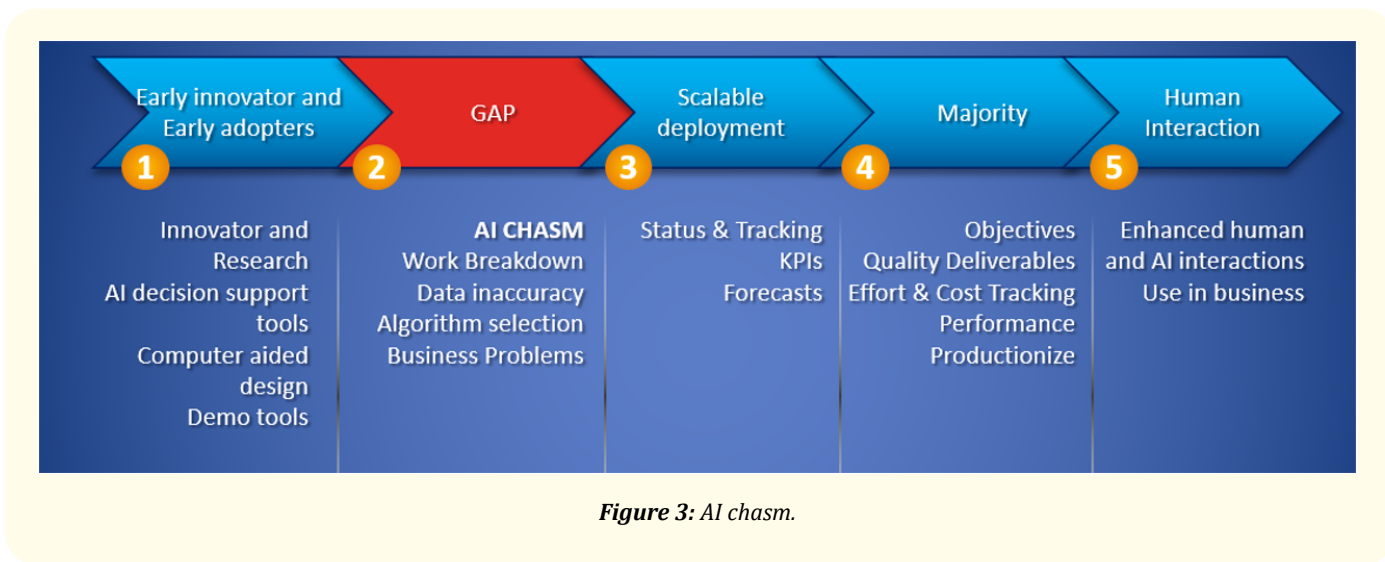 Early innovator and
Early adopters
GAP
Scalable
deployment
Majority
Human
Interaction
1
2
3
4
5
Innovator and
Research
AI decision support
tools
Computer aided
design
Demo tools
AI CHASM
Work Breakdown
Data inaccuracy
Algorithm selection
Business Problems
Status & Tracking
KPIs
Forecasts
Objectives
Quality Deliverables
Effort & Cost Tracking
Performance
Productionize
Enhanced human
and AI interactions
Use in business
Figure 3: AI chasm.